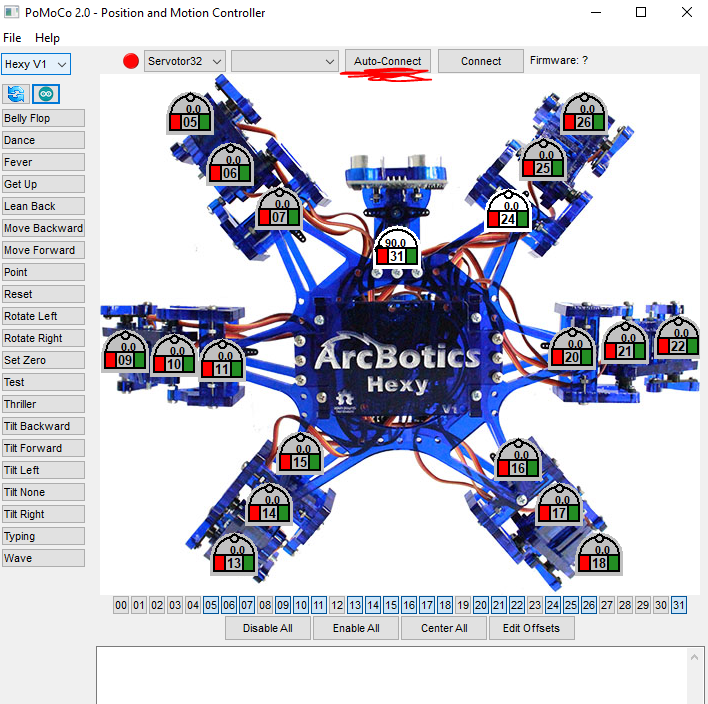 PoMoCo 2.0 - Position and Motion Controller
File Help
Hexy V1
Servotor32 Auto-Connect Connect Firmware: ?
Belly Flop
Dance
Fever
Get Up
Lean Back
Move Backward
Move Forward
Point
Reset
Rotate Left
Rotate Right
Set Zero
Test
Thriller
Tilt Backward
Tilt Forward
Tilt Left
Tilt None
Tilt Right
Typing
Wave
0.0
05
0.0
26
0.0
06
0.0
25
0.0
07
0.0
24
90.0
31
0.0
09
0.0
10
0.0
11
0.0
20
0.0
21
0.0
22
ArcBotics
Hexy
V1
0.0
15
0.0
16
0.0
14
0.0
17
0.0
13
0.0
18
00 01 02 03 04 05 06 07 08 09 10 11 12 13 14 15 16 17 18 19 20 21 22 23 24 25 26 27 28 29 30 31
Disable All Enable All Center All Edit Offsets